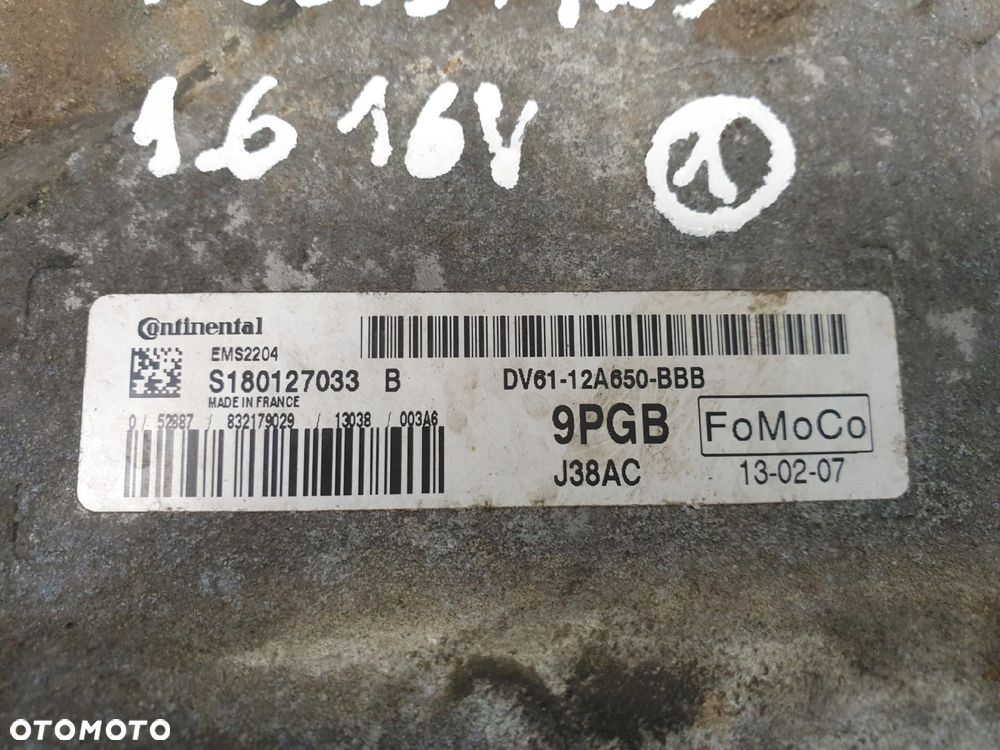 1.6 16V 1
Continental
EMS2204
S180127033 B DV61-12A650-BBB
MADE IN FRANCE
0 / 52887 / 832179029 / 13038 / 003A6
9PGB FoMoCo
J38AC 13-02-07
OTOMOTO